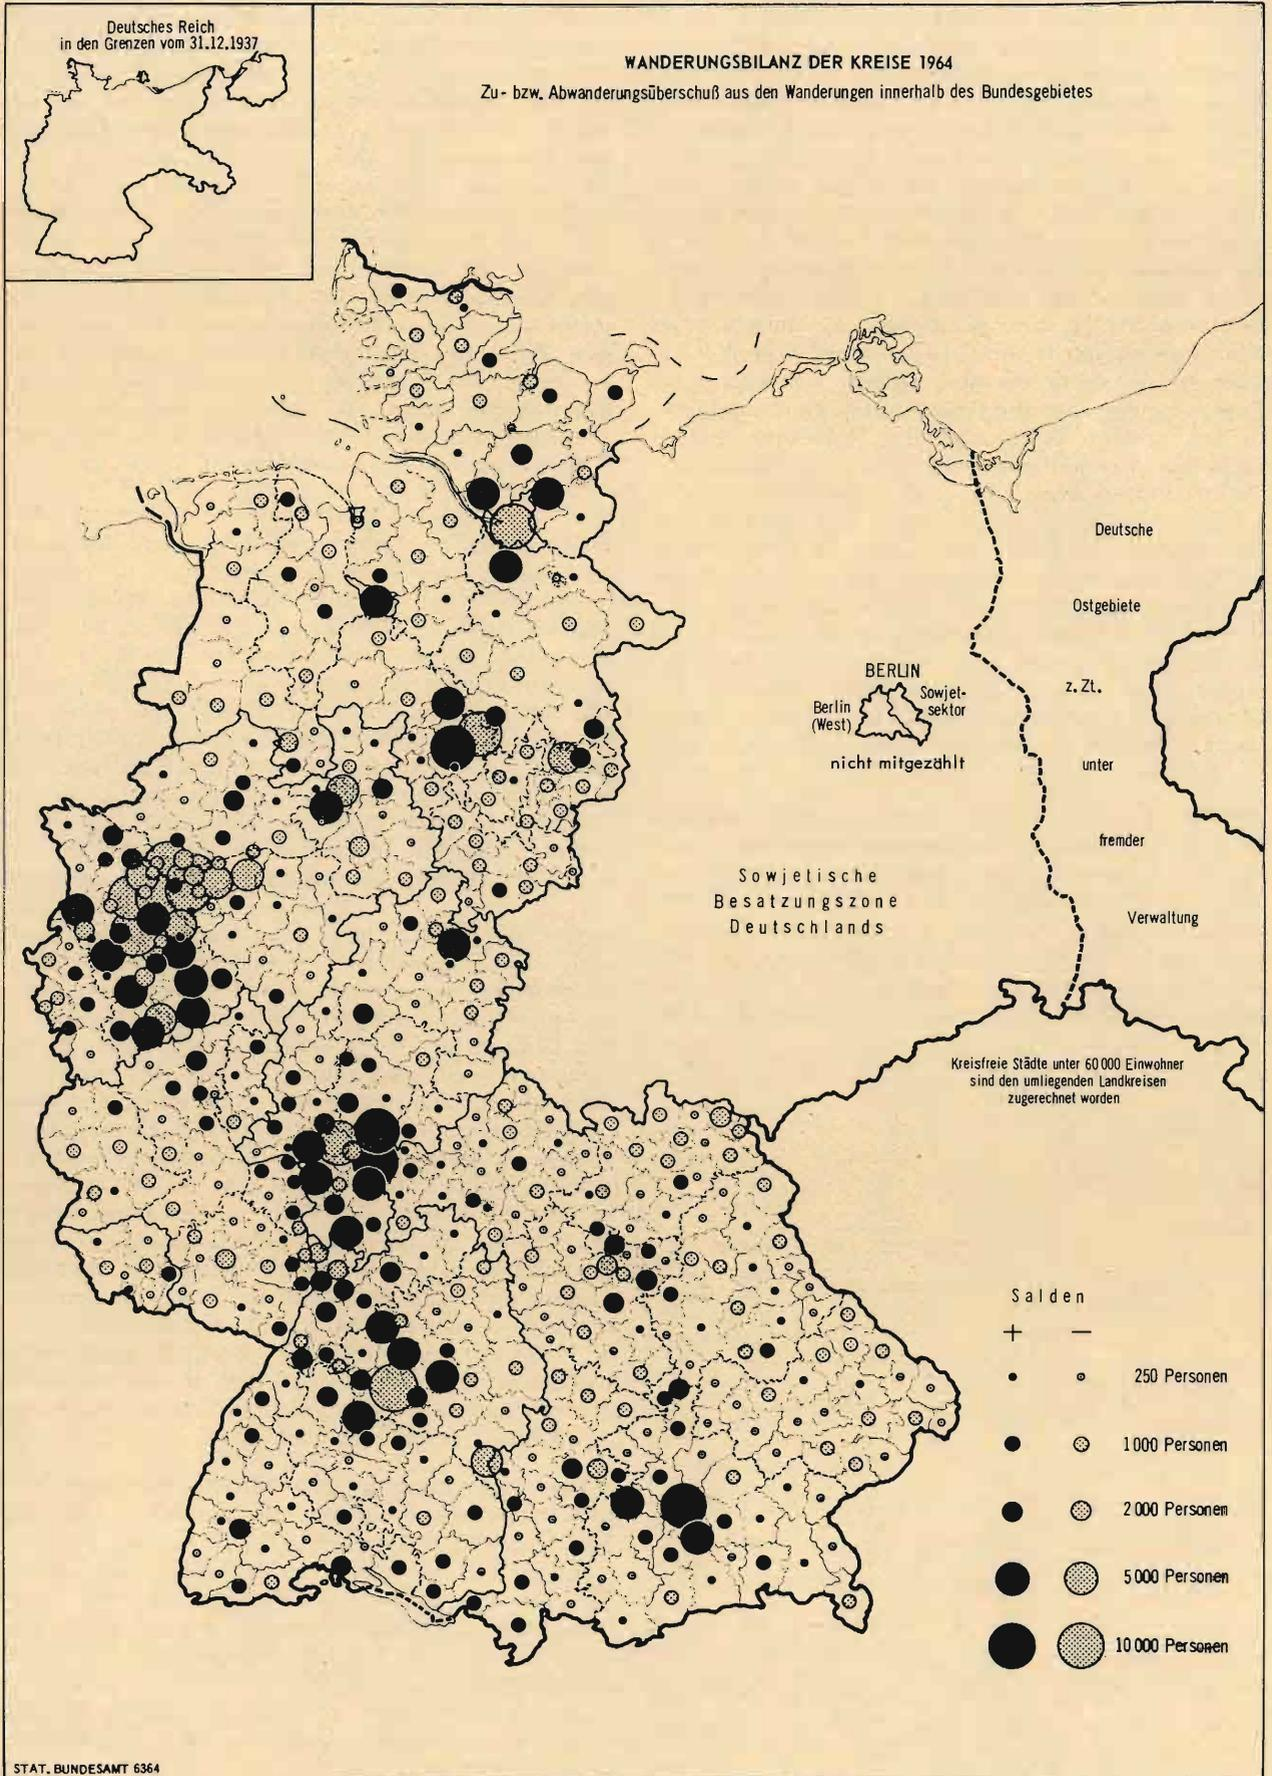 Deutsches Reich
in den Grenzen vom 31.12.1937
WANDERUNGSBILANZ DER KREISE 1964
Zu- bzw. Abwanderungsüberschuß aus den Wanderungen innerhalb des Bundesgebietes
Deutsche
Ostgebiete
z. Zt.
unter
fremder
Verwaltung
BERLIN
Berlin
(West)
Sowjet-
sektor
nicht mitgezählt
Sowjetische
Besatzungszone
Deutschlands
Kreisfreie Städte unter 60 000 Einwohner
sind den umliegenden Landkreisen
zugerechnet worden
Salden
+ −
250 Personen
1 000 Personen
2 000 Personen
5 000 Personen
10 000 Personen
STAT. BUNDESAMT 6364